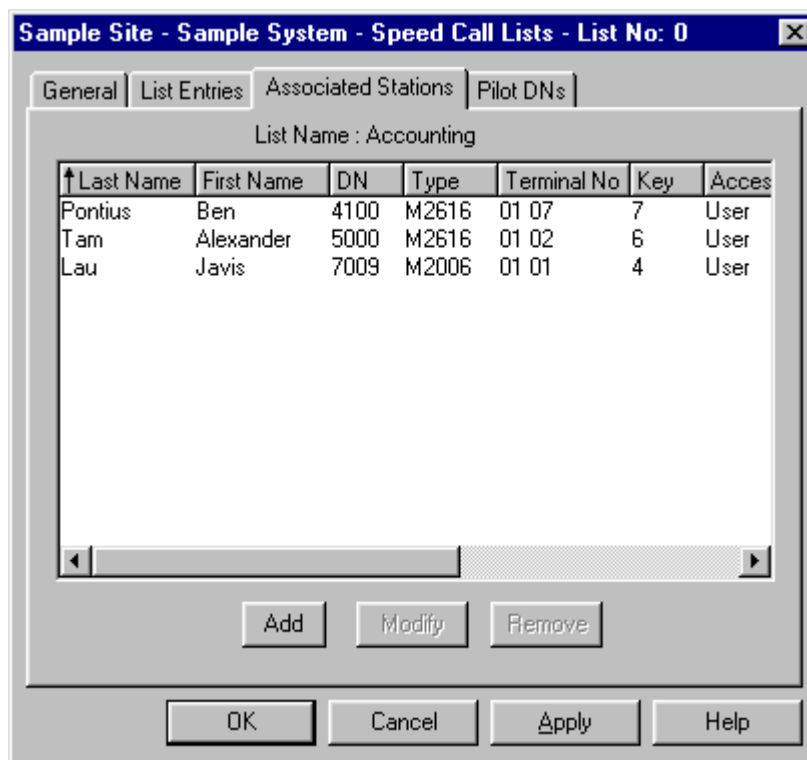 Sample Site - Sample System - Speed Call Lists - List No: 0
General List Entries Associated Stations Pilot DNs
List Name : Accounting
Last Name First Name DN Type Terminal No Key Acces
Pontius Ben 4100 M2616 01 07 7 User
Tam Alexander 5000 M2616 01 02 6 User
Lau Javis 7009 M2006 01 01 4 User
Add Modify Remove
OK Cancel Apply Help